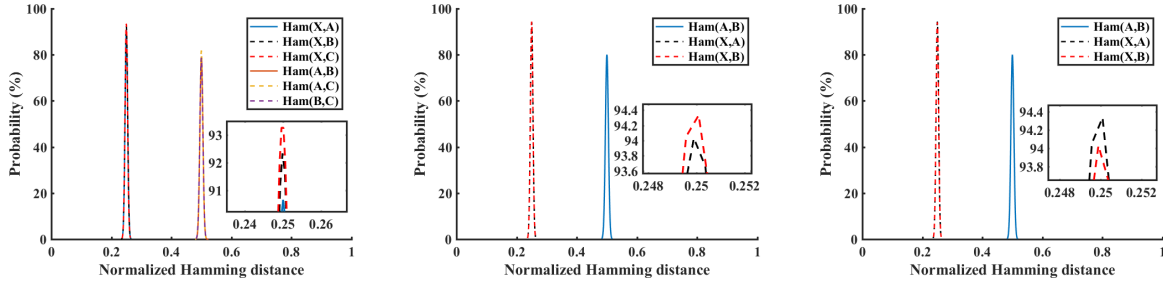 Probability (%)
100
80
60
40
20
0
Ham(X,A)
Ham(X,B)
Ham(X,C)
Ham(A,B)
Ham(A,C)
Ham(B,C)
93
92
91
0.24 0.25 0.26
0 0.2 0.4 0.6 0.8 1
Normalized Hamming distance
Probability (%)
100
80
60
40
20
0
Ham(A,B)
Ham(X,A)
Ham(X,B)
94.4
94.2
94
93.8
93.6
0.248 0.25 0.252
0 0.2 0.4 0.6 0.8 1
Normalized Hamming distance
Probability (%)
100
80
60
40
20
0
Ham(A,B)
Ham(X,A)
Ham(X,B)
94.4
94.2
94
93.8
0.248 0.25 0.252
0 0.2 0.4 0.6 0.8 1
Normalized Hamming distance